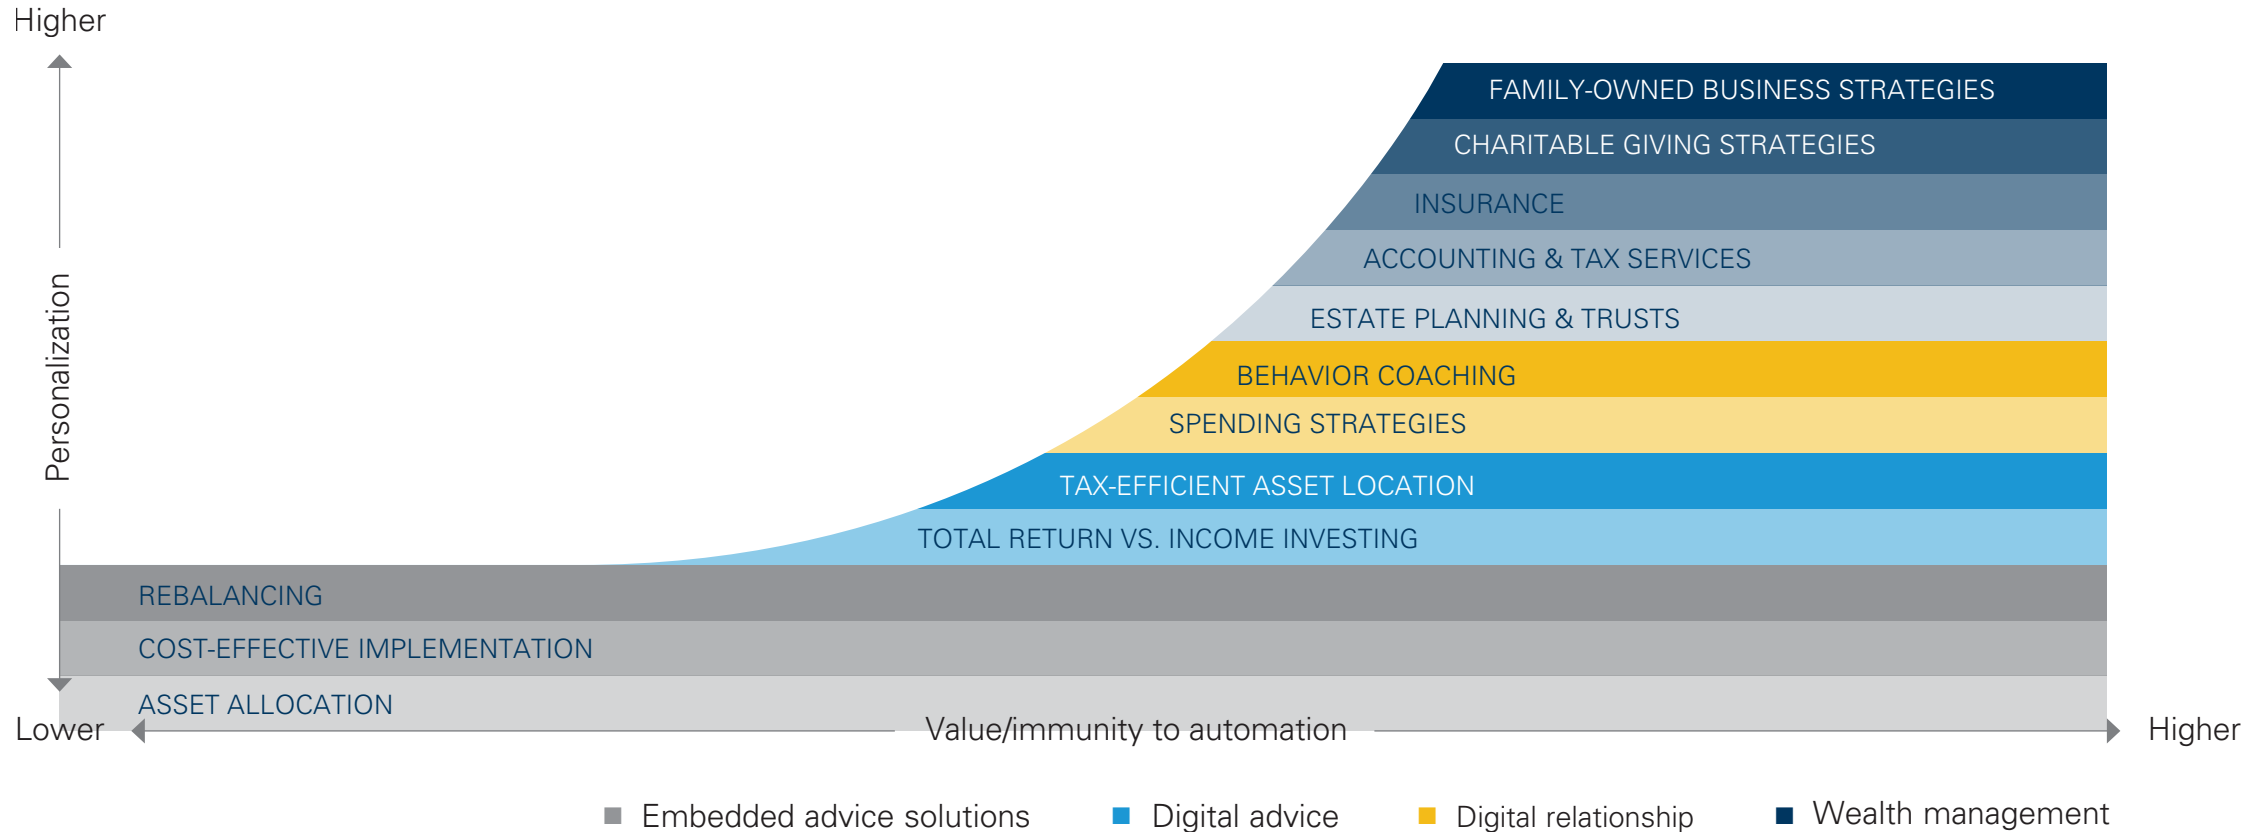 Higher
FAMILY-OWNED BUSINESS STRATEGIES
CHARITABLE GIVING STRATEGIES
INSURANCE
ACCOUNTING & TAX SERVICES
ESTATE PLANNING & TRUSTS
BEHAVIOR COACHING
SPENDING STRATEGIES
TAX-EFFICIENT ASSET LOCATION
TOTAL RETURN VS. INCOME INVESTING
REBALANCING
COST-EFFECTIVE IMPLEMENTATION
ASSET ALLOCATION
Personalization
Lower
Value/immunity to automation
Higher
Embedded advice solutions
Digital advice
Digital relationship
Wealth management